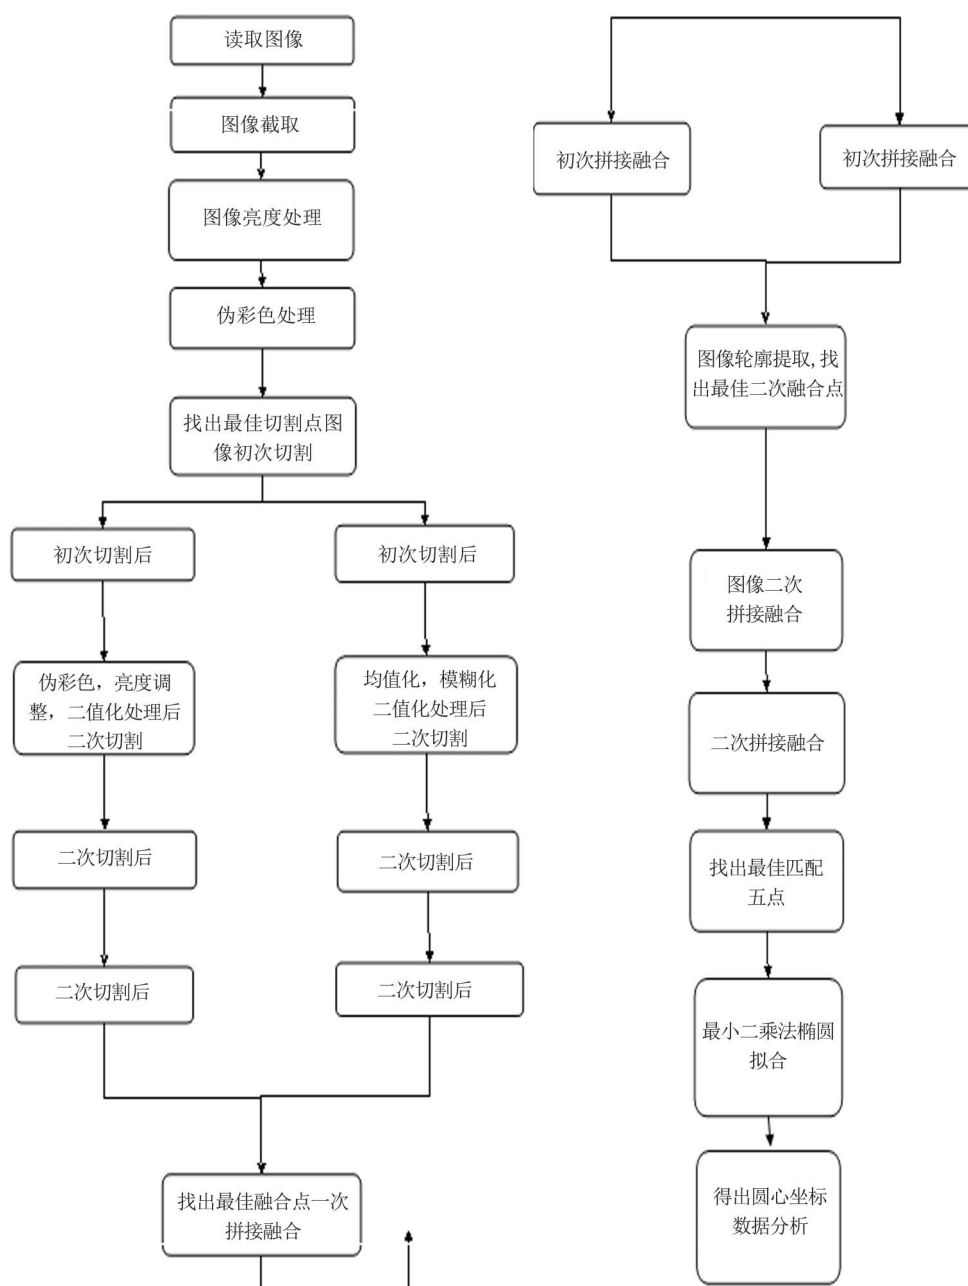 读取图像
图像截取
图像亮度处理
伪彩色处理
找出最佳切割点图
像初次切割
初次切割后
初次切割后
伪彩色，亮度调
整，二值化处理后
二次切割
均值化，模糊化
二值化处理后
二次切割
二次切割后
二次切割后
二次切割后
二次切割后
找出最佳融合点一次
拼接融合
初次拼接融合
初次拼接融合
图像轮廓提取,找
出最佳二次融合点
图像二次
拼接融合
二次拼接融合
找出最佳匹配
五点
最小二乘法椭圆
拟合
得出圆心坐标
数据分析